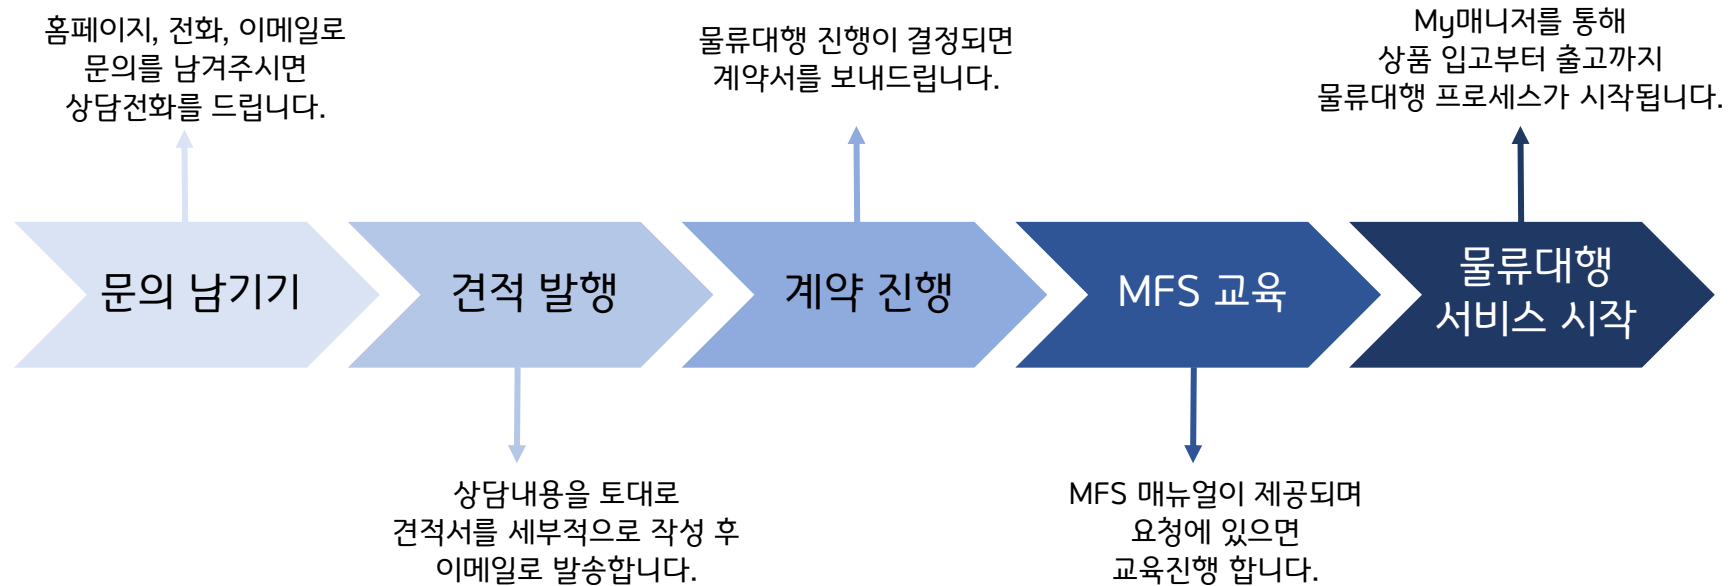 홈페이지, 전화, 이메일로
문의를 남겨주시면
상담전화를 드립니다.
물류대행 진행이 결정되면
계약서를 보내드립니다.
My매니저를 통해
상품 입고부터 출고까지
물류대행 프로세스가 시작됩니다.
문의 남기기
견적 발행
계약 진행
MFS 교육
물류대행
서비스 시작
상담내용을 토대로
견적서를 세부적으로 작성 후
이메일로 발송합니다.
MFS 매뉴얼이 제공되며
요청에 있으면
교육진행 합니다.